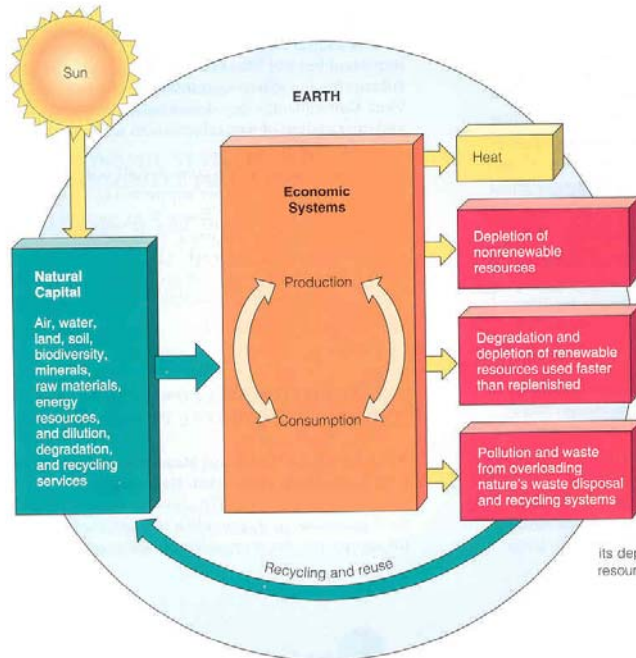 Sun
EARTH
Heat
Economic
Systems
Depletion of
nonrenewable
resources
Natural
Capital
Production
Air, water,
land, soil,
biodiversity,
minerals,
raw materials,
energy
resources,
and dilution,
degradation,
and recycling
services
Degradation and
depletion of renewable
resources used faster
than replenished
Consumption
Pollution and waste
from overloading
nature's waste disposal
and recycling systems
Recycling and reuse
its dep
resour